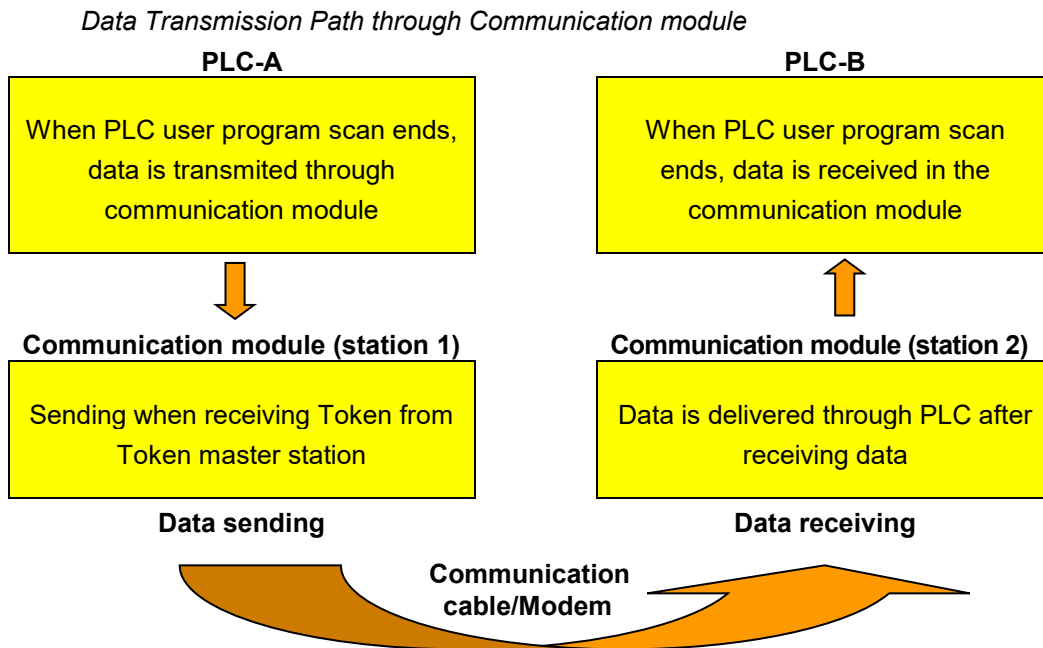 Data Transmission Path through Communication module
PLC-A
When PLC user program scan ends,
data is transmited through
communication module
Communication module (station 1)
Sending when receiving Token from
Token master station
Data sending
PLC-B
When PLC user program scan
ends, data is received in the
communication module
Communication module (station 2)
Data is delivered through PLC after
receiving data
Data receiving
Communication
cable/Modem